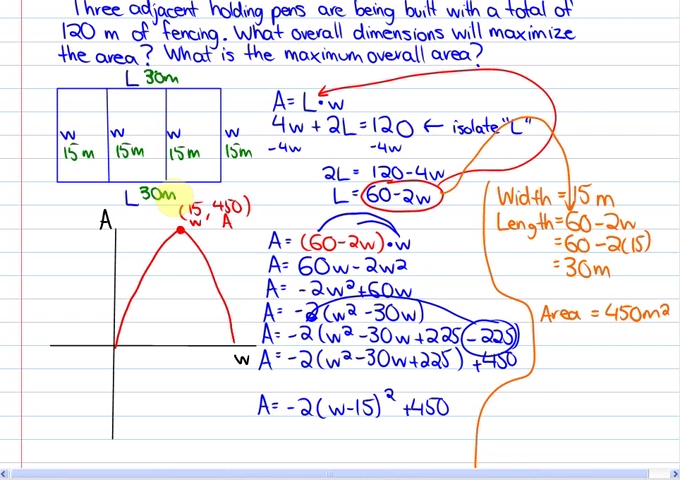 Three adjacent holding pens are being built with a total of
120 m of fencing. What overall dimensions will maximize
the area? What is the maximum overall area?
L 30m
w w w w
15m 15m 15m 15m
L 30m
A = L • w
4w + 2L = 120 ← isolate "L"
-4w -4w
2L = 120 - 4w
L = 60 - 2w
(15, 450)
w A
A
w
A = (60 - 2w) • w
A = 60w - 2w²
A = -2w² + 60w
A = -2(w² - 30w)
A = -2(w² - 30w + 225 - 225)
A = -2(w² - 30w + 225) + 450
A = -2(w - 15)² + 450
Width = 15m
Length = 60 - 2w
= 60 - 2(15)
= 30m
Area = 450m²